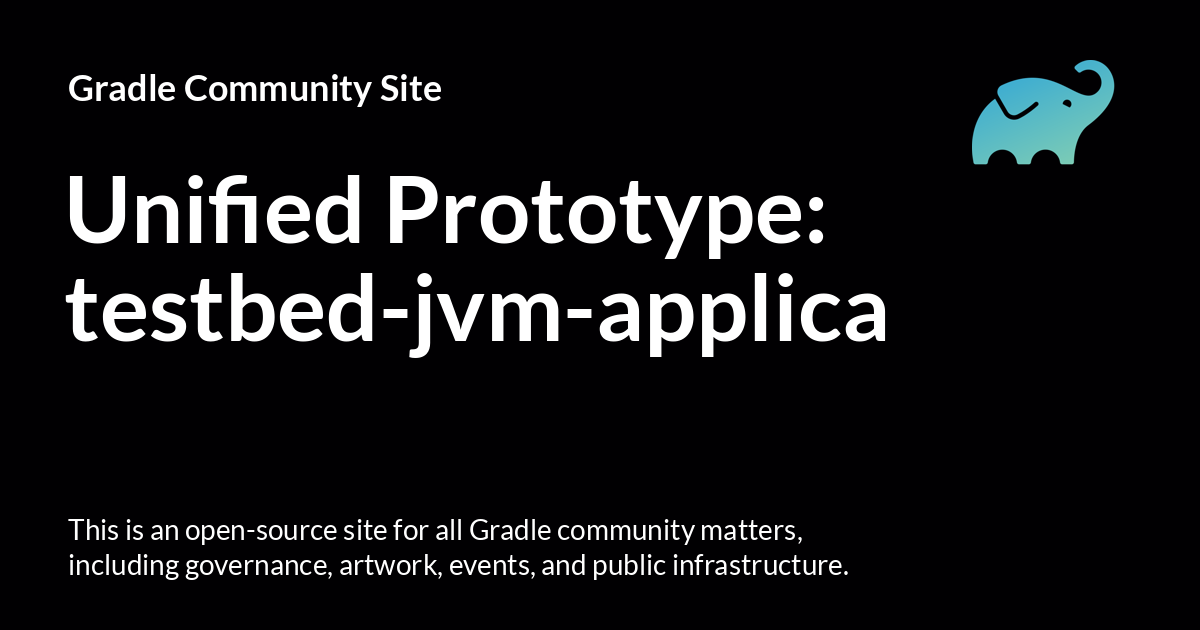 Gradle Community Site
Unified Prototype:
testbed-jvm-applica
This is an open-source site for all Gradle community matters,
including governance, artwork, events, and public infrastructure.